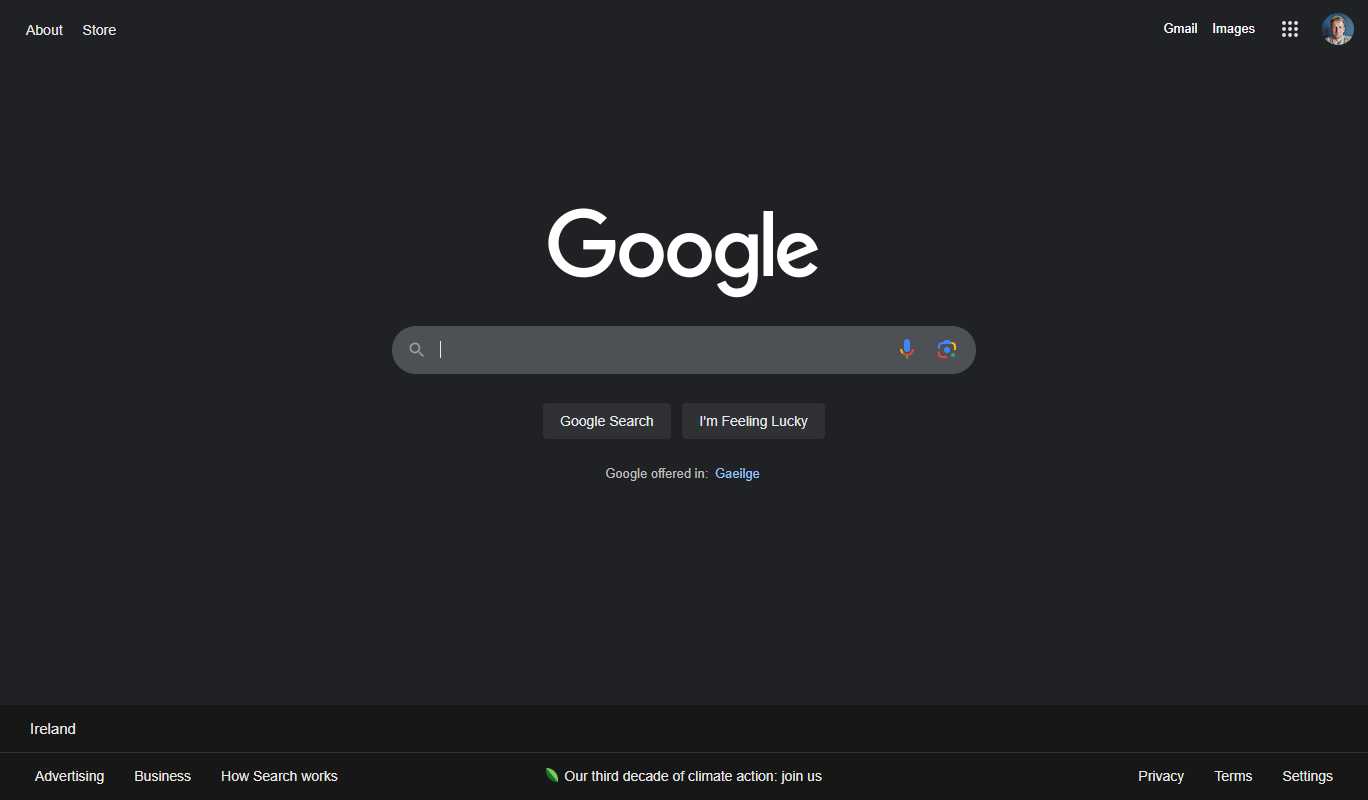 About Store Gmail Images
Google
Google Search I'm Feeling Lucky
Google offered in: Gaeilge
Ireland
Advertising Business How Search works Our third decade of climate action: join us Privacy Terms Settings